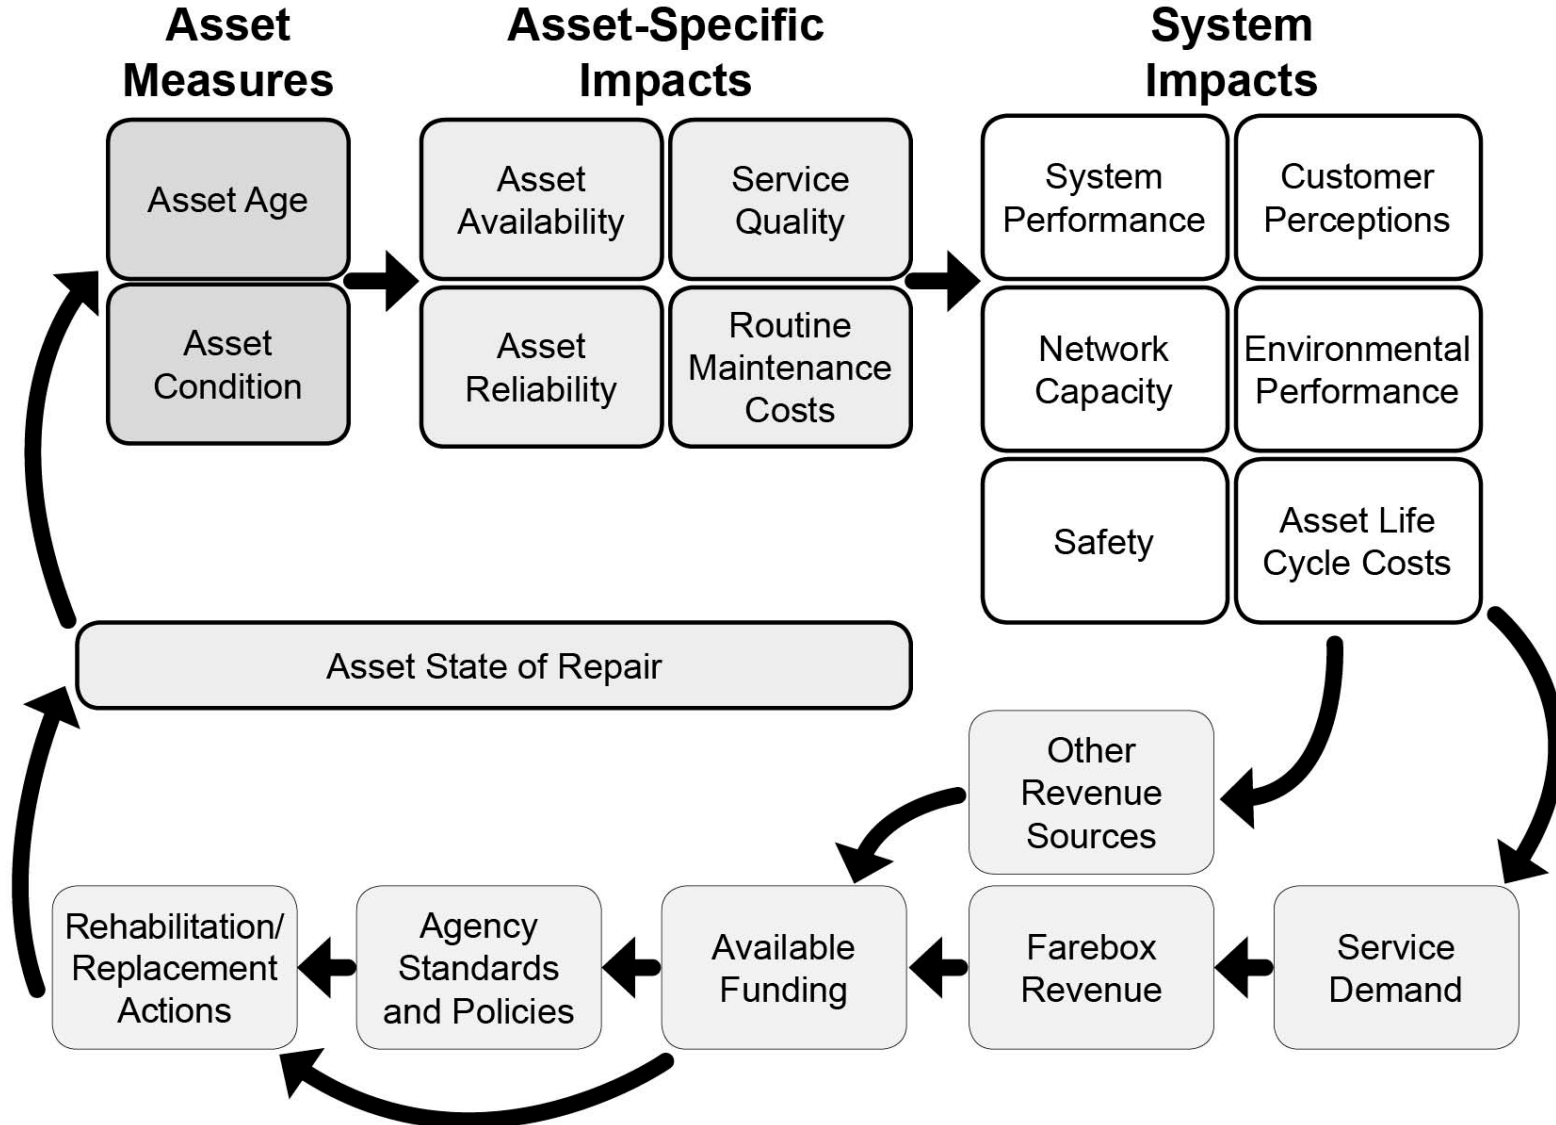 Asset
Measures
Asset-Specific
Impacts
System
Impacts
Asset Age
Asset
Condition
Asset
Availability
Service
Quality
Asset
Reliability
Routine
Maintenance
Costs
System
Performance
Customer
Perceptions
Network
Capacity
Environmental
Performance
Safety
Asset Life
Cycle Costs
Asset State of Repair
Other
Revenue
Sources
Rehabilitation/
Replacement
Actions
Agency
Standards
and Policies
Available
Funding
Farebox
Revenue
Service
Demand